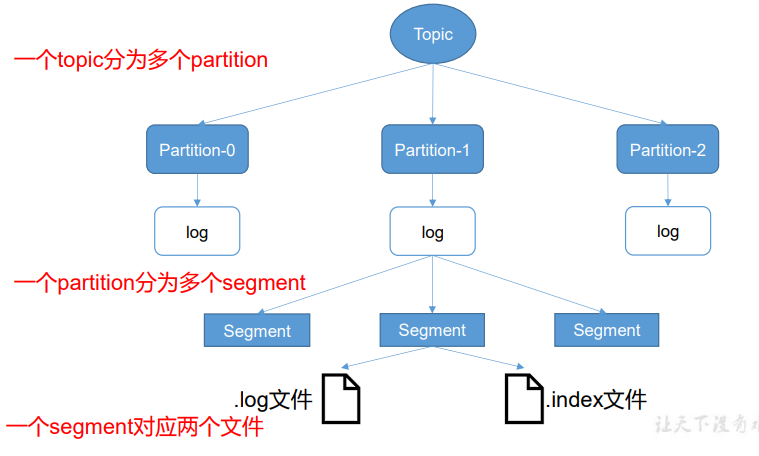 Topic
一个topic分为多个partition
Partition-0
Partition-1
Partition-2
log
log
log
一个partition分为多个segment
Segment
Segment
Segment
.log文件
.index文件
一个segment对应两个文件
让天下没有